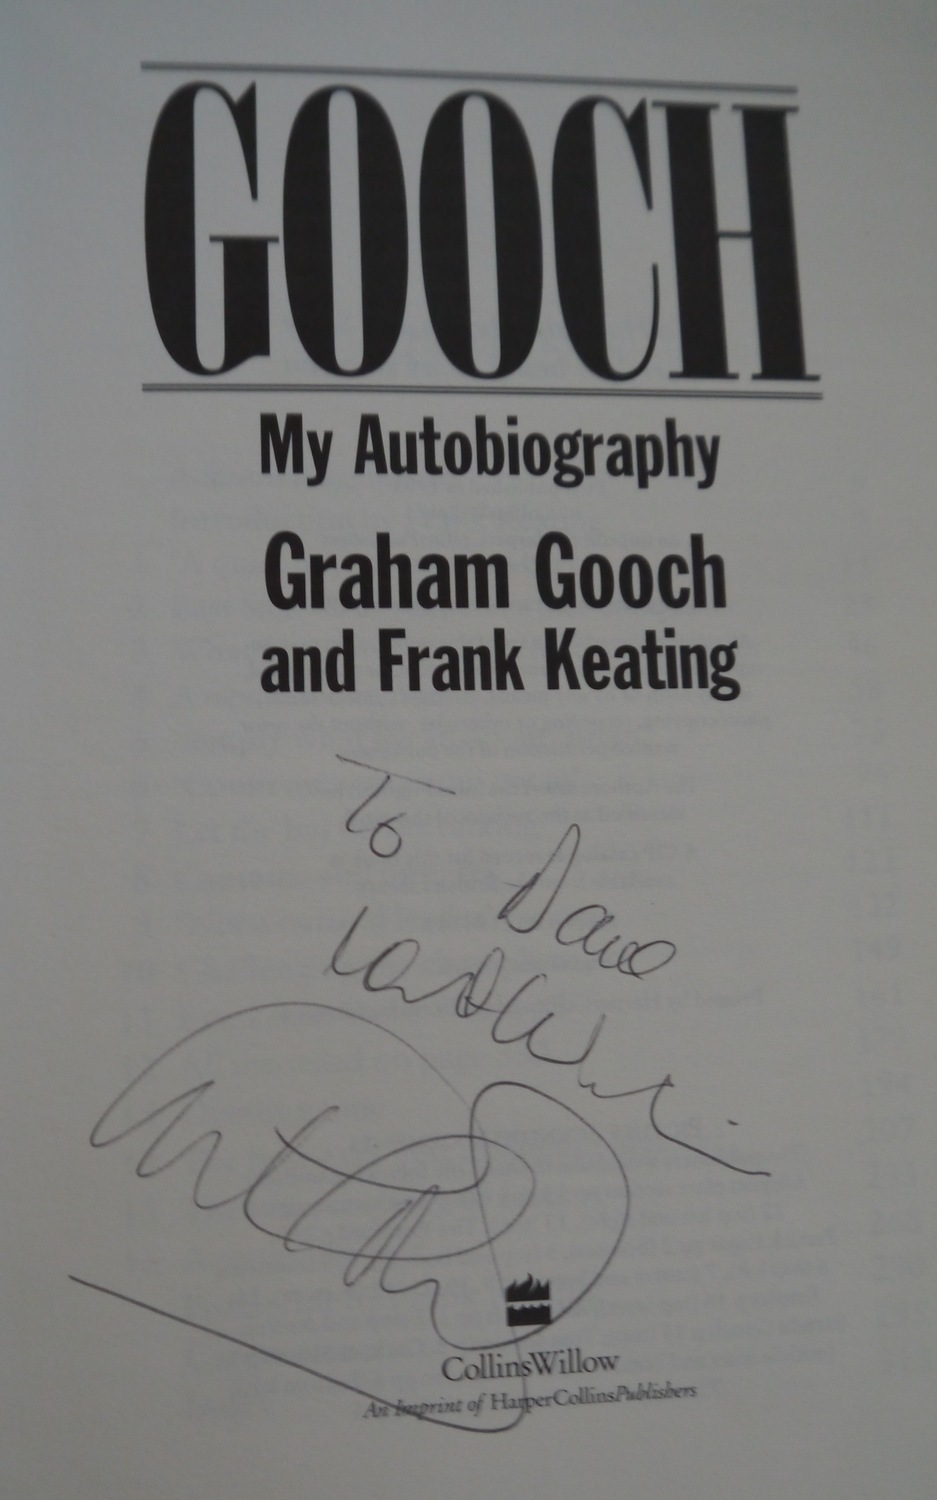 GOOCH
My Autobiography
Graham Gooch
and Frank Keating
To Dave
CollinsWillow
An Imprint of HarperCollinsPublishers